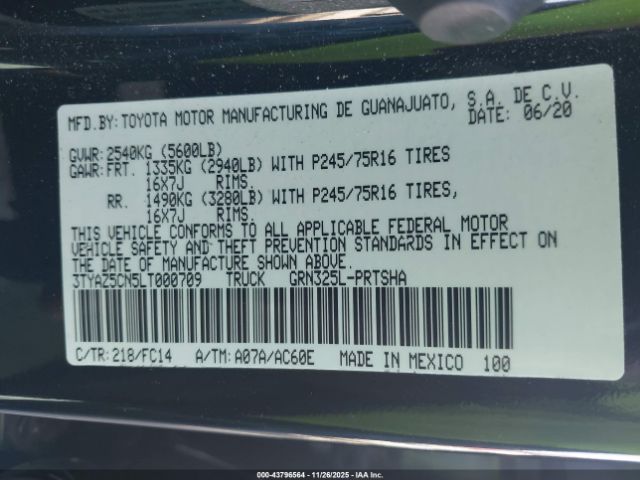 MFD.BY: TOYOTA MOTOR MANUFACTURING DE GUANAJUATO, S.A. DE C.V.
DATE: 06/20
GVWR: 2540KG (5600LB)
GAWR: FRT. 1335KG (2940LB) WITH P245/75R16 TIRES
16X7J RIMS.
RR. 1490KG (3280LB) WITH P245/75R16 TIRES,
16X7J RIMS.
THIS VEHICLE CONFORMS TO ALL APPLICABLE FEDERAL MOTOR
VEHICLE SAFETY AND THEFT PREVENTION STANDARDS IN EFFECT ON
THE DATE OF MANUFACTURE SHOWN ABOVE.
3TYAZ5CN5LT000709 TRUCK GRN325L-PRTSHA
C/TR: 218/FC14 A/TM: A07A/AC60E MADE IN MEXICO 100
000-43796564 | 11/26/2025 - IAAI.com